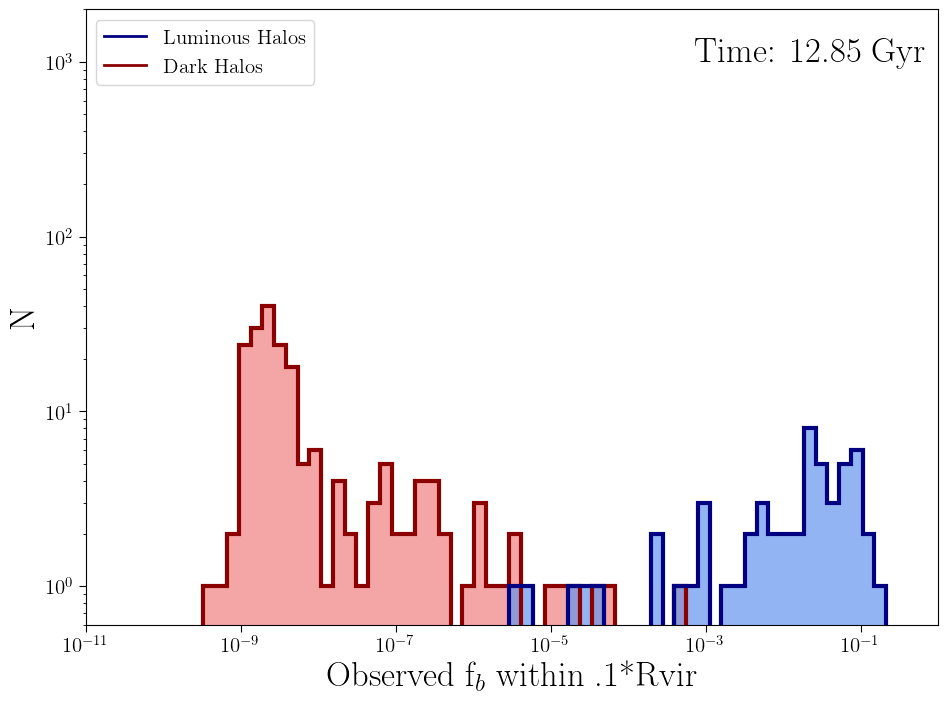 Luminous Halos
Dark Halos
Time: 12.85 Gyr
10³
10²
10¹
10⁰
N
10⁻¹¹ 10⁻⁹ 10⁻⁷ 10⁻⁵ 10⁻³ 10⁻¹
Observed f_b within .1*Rvir